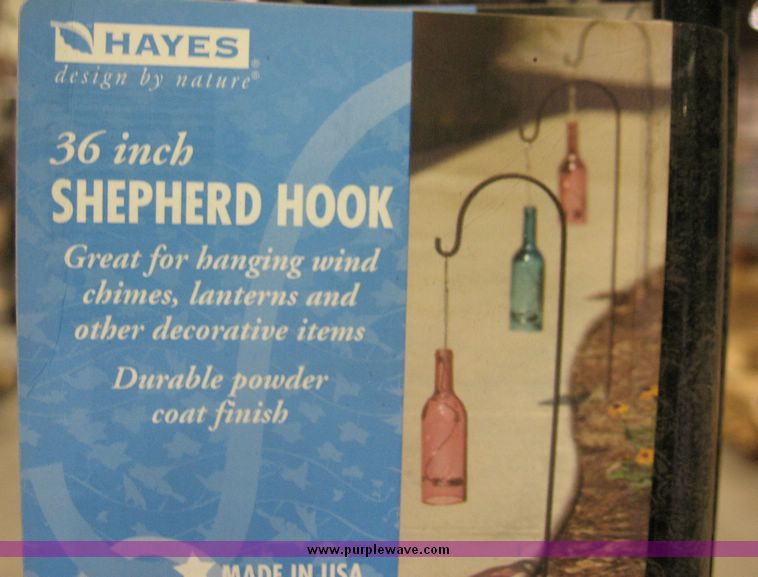 HAYES
design by nature®
36 inch
SHEPHERD HOOK
Great for hanging wind
chimes, lanterns and
other decorative items
Durable powder
coat finish
MADE IN USA
www.purplewave.com